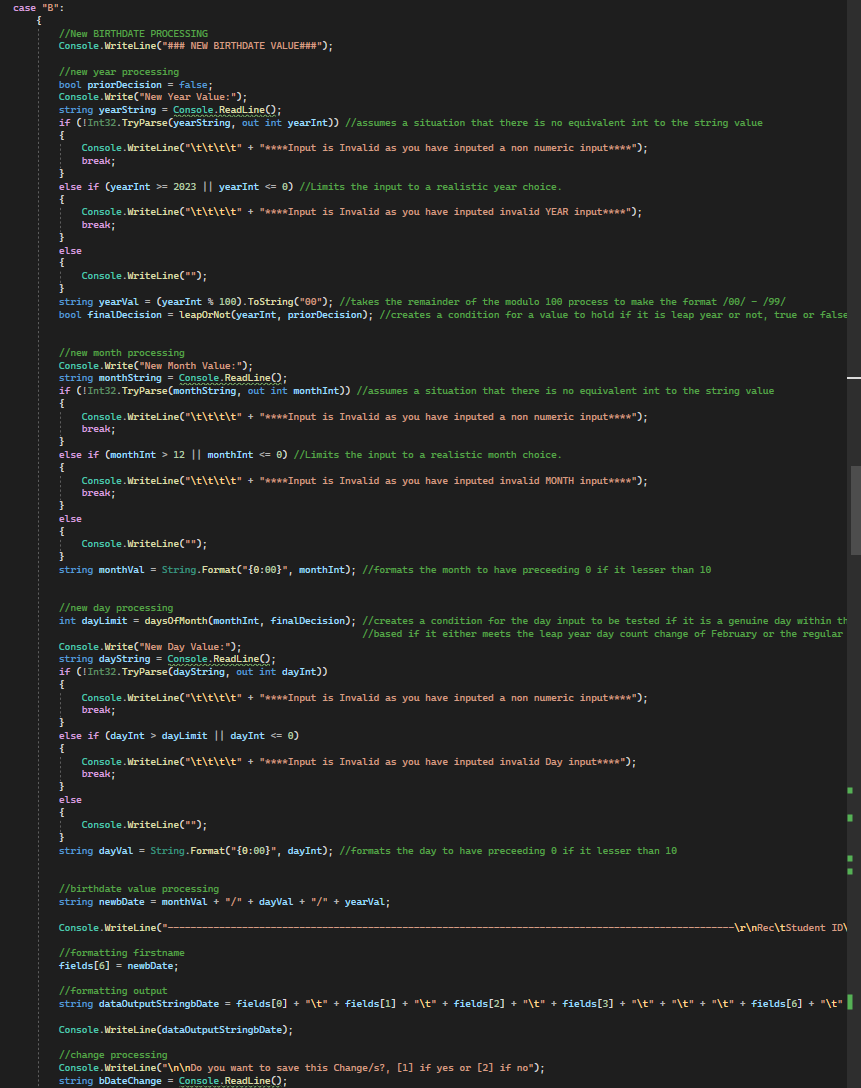 case "B":
{
//New BIRTHDATE PROCESSING
Console.WriteLine("### NEW BIRTHDATE VALUE###");
//new year processing
bool priorDecision = false;
Console.Write("New Year Value:");
string yearString = Console.ReadLine();
if (!Int32.TryParse(yearString, out int yearInt)) //assumes a situation that there is no equivalent int to the string value
{
Console.WriteLine("\t\t\t\t" + "****Input is Invalid as you have inputed a non numeric input****");
break;
}
else if (yearInt >= 2023 || yearInt <= 0) //Limits the input to a realistic year choice.
{
Console.WriteLine("\t\t\t\t" + "****Input is Invalid as you have inputed invalid YEAR input****");
break;
}
else
{
Console.WriteLine("");
}
string yearVal = (yearInt % 100).ToString("00"); //takes the remainder of the modulo 100 process to make the format /00/ - /99/
bool finalDecision = leapOrNot(yearInt, priorDecision); //creates a condition for a value to hold if it is leap year or not, true or false
//new month processing
Console.Write("New Month Value:");
string monthString = Console.ReadLine();
if (!Int32.TryParse(monthString, out int monthInt)) //assumes a situation that there is no equivalent int to the string value
{
Console.WriteLine("\t\t\t\t" + "****Input is Invalid as you have inputed a non numeric input****");
break;
}
else if (monthInt > 12 || monthInt <= 0) //Limits the input to a realistic month choice.
{
Console.WriteLine("\t\t\t\t" + "****Input is Invalid as you have inputed invalid MONTH input****");
break;
}
else
{
Console.WriteLine("");
}
string monthVal = String.Format("{0:00}", monthInt); //formats the month to have preceeding 0 if it lesser than 10
//new day processing
int dayLimit = daysOfMonth(monthInt, finalDecision); //creates a condition for the day input to be tested if it is a genuine day within th
//based if it either meets the leap year day count change of February or the regular
Console.Write("New Day Value:");
string dayString = Console.ReadLine();
if (!Int32.TryParse(dayString, out int dayInt))
{
Console.WriteLine("\t\t\t\t" + "****Input is Invalid as you have inputed a non numeric input****");
break;
}
else if (dayInt > dayLimit || dayInt <= 0)
{
Console.WriteLine("\t\t\t\t" + "****Input is Invalid as you have inputed invalid Day input****");
break;
}
else
{
Console.WriteLine("");
}
string dayVal = String.Format("{0:00}", dayInt); //formats the day to have preceeding 0 if it lesser than 10
//birthdate value processing
string newbDate = monthVal + "/" + dayVal + "/" + yearVal;
Console.WriteLine("----------------------------------------------------------------------------------------------------\r\nRec\tStudent ID\
//formatting firstname
fields[6] = newbDate;
//formatting output
string dataOutputStringbDate = fields[0] + "\t" + fields[1] + "\t" + fields[2] + "\t" + fields[3] + "\t" + "\t" + "\t" + fields[6] + "\t"
Console.WriteLine(dataOutputStringbDate);
//change processing
Console.WriteLine("\n\nDo you want to save this Change/s?, [1] if yes or [2] if no");
string bDateChange = Console.ReadLine();